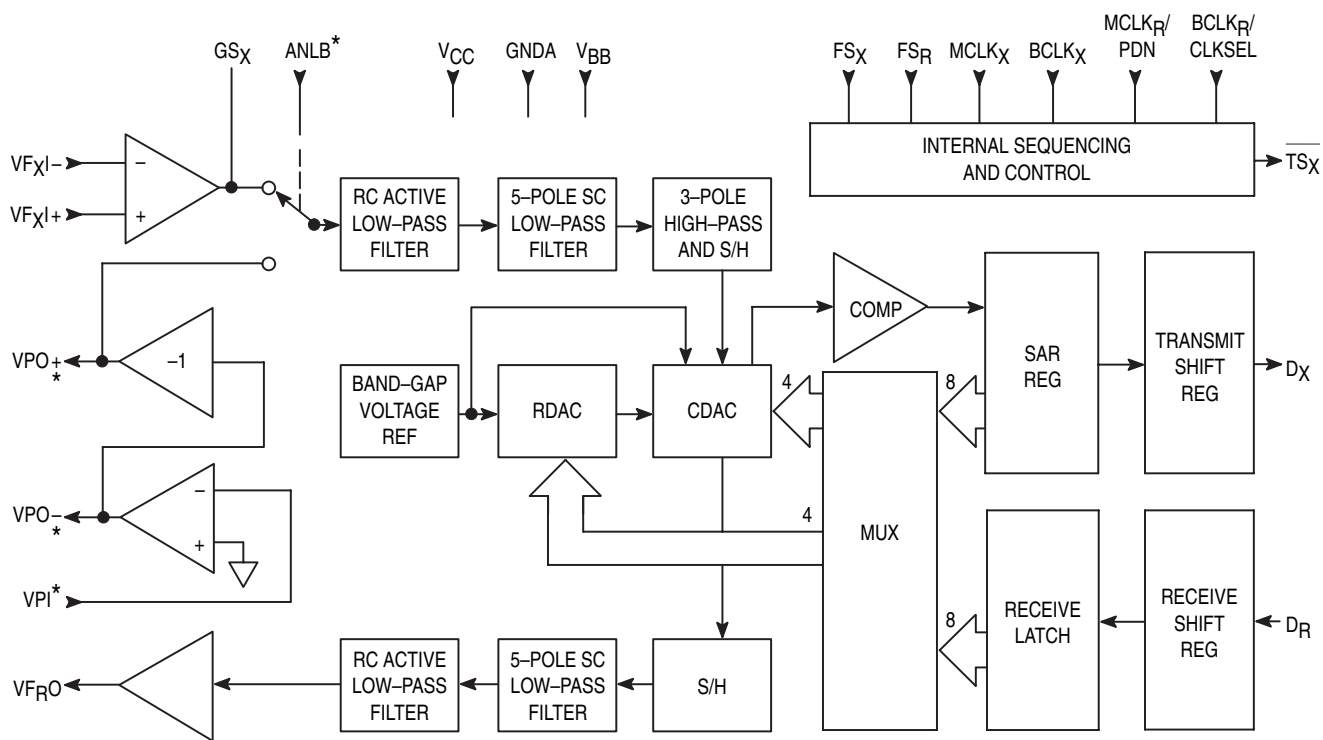 GSX ANLB* VCC GNDA VBB
FSX FSR MCLKX BCLKX MCLKR/ PDN BCLKR/ CLKSEL
INTERNAL SEQUENCING
AND CONTROL
TSX
VFXI–
VFXI+
–
+
RC ACTIVE
LOW–PASS
FILTER
5–POLE SC
LOW–PASS
FILTER
3–POLE
HIGH–PASS
AND S/H
COMP
SAR
REG
TRANSMIT
SHIFT
REG
DX
VPO+
*
–1
BAND–GAP
VOLTAGE
REF
RDAC
CDAC
4
8
VPO–
*
–
+
4
MUX
VPI*
8
RECEIVE
LATCH
RECEIVE
SHIFT
REG
DR
VFRO
RC ACTIVE
LOW–PASS
FILTER
5–POLE SC
LOW–PASS
FILTER
S/H